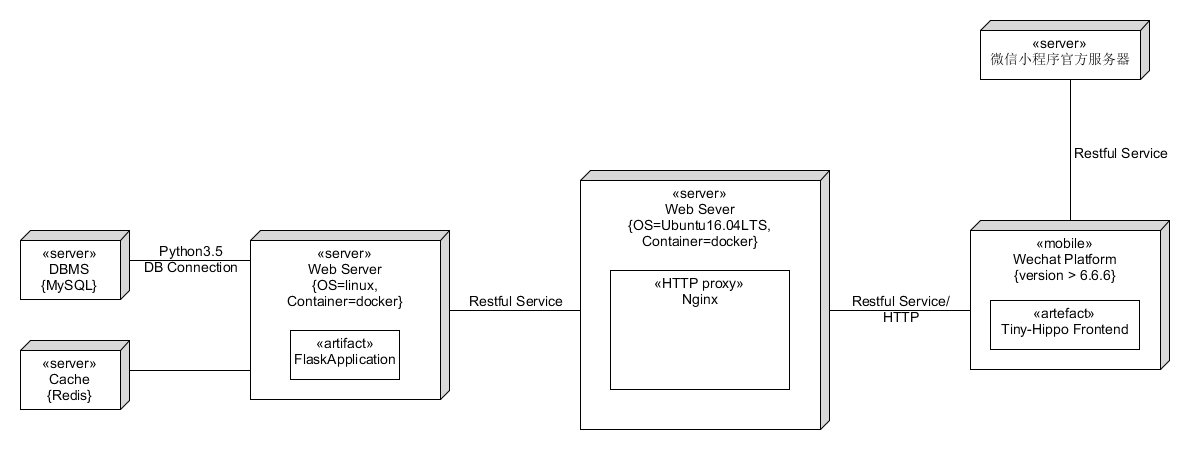 «server»
微信小程序官方服务器
Restful Service
«server»
Web Sever
{OS=Ubuntu16.04LTS,
Container=docker}
«HTTP proxy»
Nginx
«mobile»
Wechat Platform
{version > 6.6.6}
«artefact»
Tiny-Hippo Frontend
Restful Service/
HTTP
«server»
DBMS
{MySQL}
Python3.5
DB Connection
«server»
Web Server
{OS=linux,
Container=docker}
«artifact»
FlaskApplication
Restful Service
«server»
Cache
{Redis}